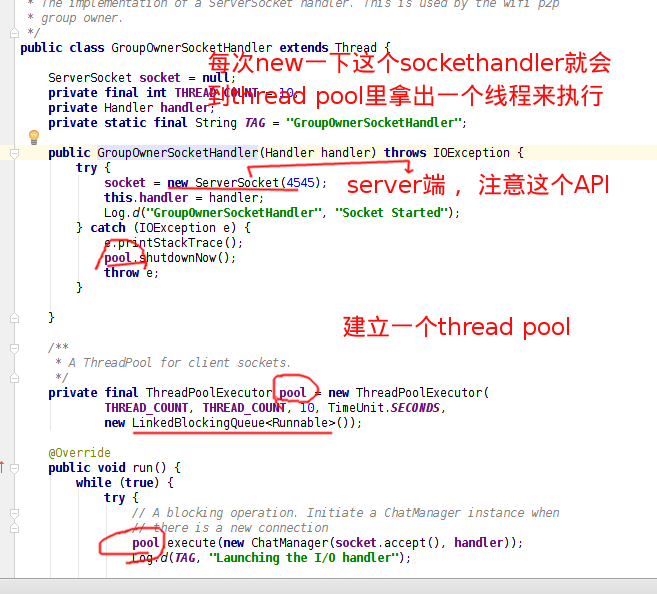 * The implementation of a ServerSocket handler. This is used by the wifi p2p
* group owner.
*/
public class GroupOwnerSocketHandler extends Thread {
每次new一下这个sockethandler就会
ServerSocket socket = null;
到thread pool里拿出一个线程来执行
private final int THREAD_COUNT = 10;
private Handler handler;
private static final String TAG = "GroupOwnerSocketHandler";
public GroupOwnerSocketHandler(Handler handler) throws IOException {
try {
socket = new ServerSocket(4545);
server端 ，注意这个API
this.handler = handler;
Log.d("GroupOwnerSocketHandler", "Socket Started");
} catch (IOException e) {
e.printStackTrace();
pool.shutdownNow();
throw e;
}
}
建立一个thread pool
/**
* A ThreadPool for client sockets.
*/
private final ThreadPoolExecutor pool = new ThreadPoolExecutor(
THREAD_COUNT, THREAD_COUNT, 10, TimeUnit.SECONDS,
new LinkedBlockingQueue<Runnable>());
@Override
public void run() {
while (true) {
try {
// A blocking operation. Initiate a ChatManager instance when
// there is a new connection
pool.execute(new ChatManager(socket.accept(), handler));
Log.d(TAG, "Launching the I/O handler");